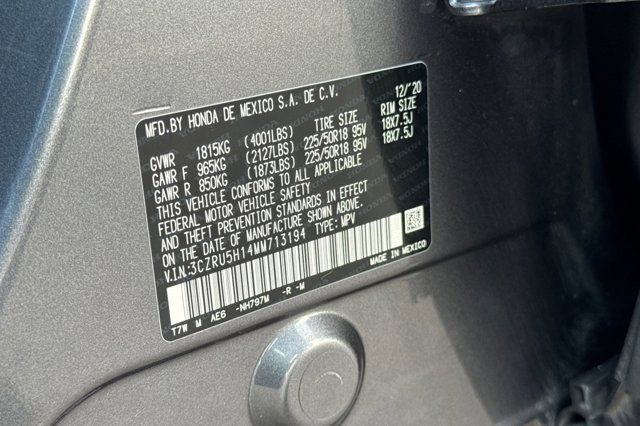 MFD.BY HONDA DE MEXICO S.A. DE C.V. 12/'20
TIRE SIZE RIM SIZE
GVWR 1815KG (4001LBS)
GAWR F 965KG (2127LBS) 225/50R18 95V 18X7.5J
GAWR R 850KG (1873LBS) 225/50R18 95V 18X7.5J
THIS VEHICLE CONFORMS TO ALL APPLICABLE
FEDERAL MOTOR VEHICLE SAFETY
AND THEFT PREVENTION STANDARDS IN EFFECT
ON THE DATE OF MANUFACTURE SHOWN ABOVE.
V.I.N:3CZRU5H14MM713194 TYPE: MPV
MADE IN MEXICO
T7W M AE6 -NH797M -R -M